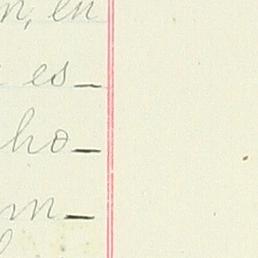 n, en
es_
ho_
m_